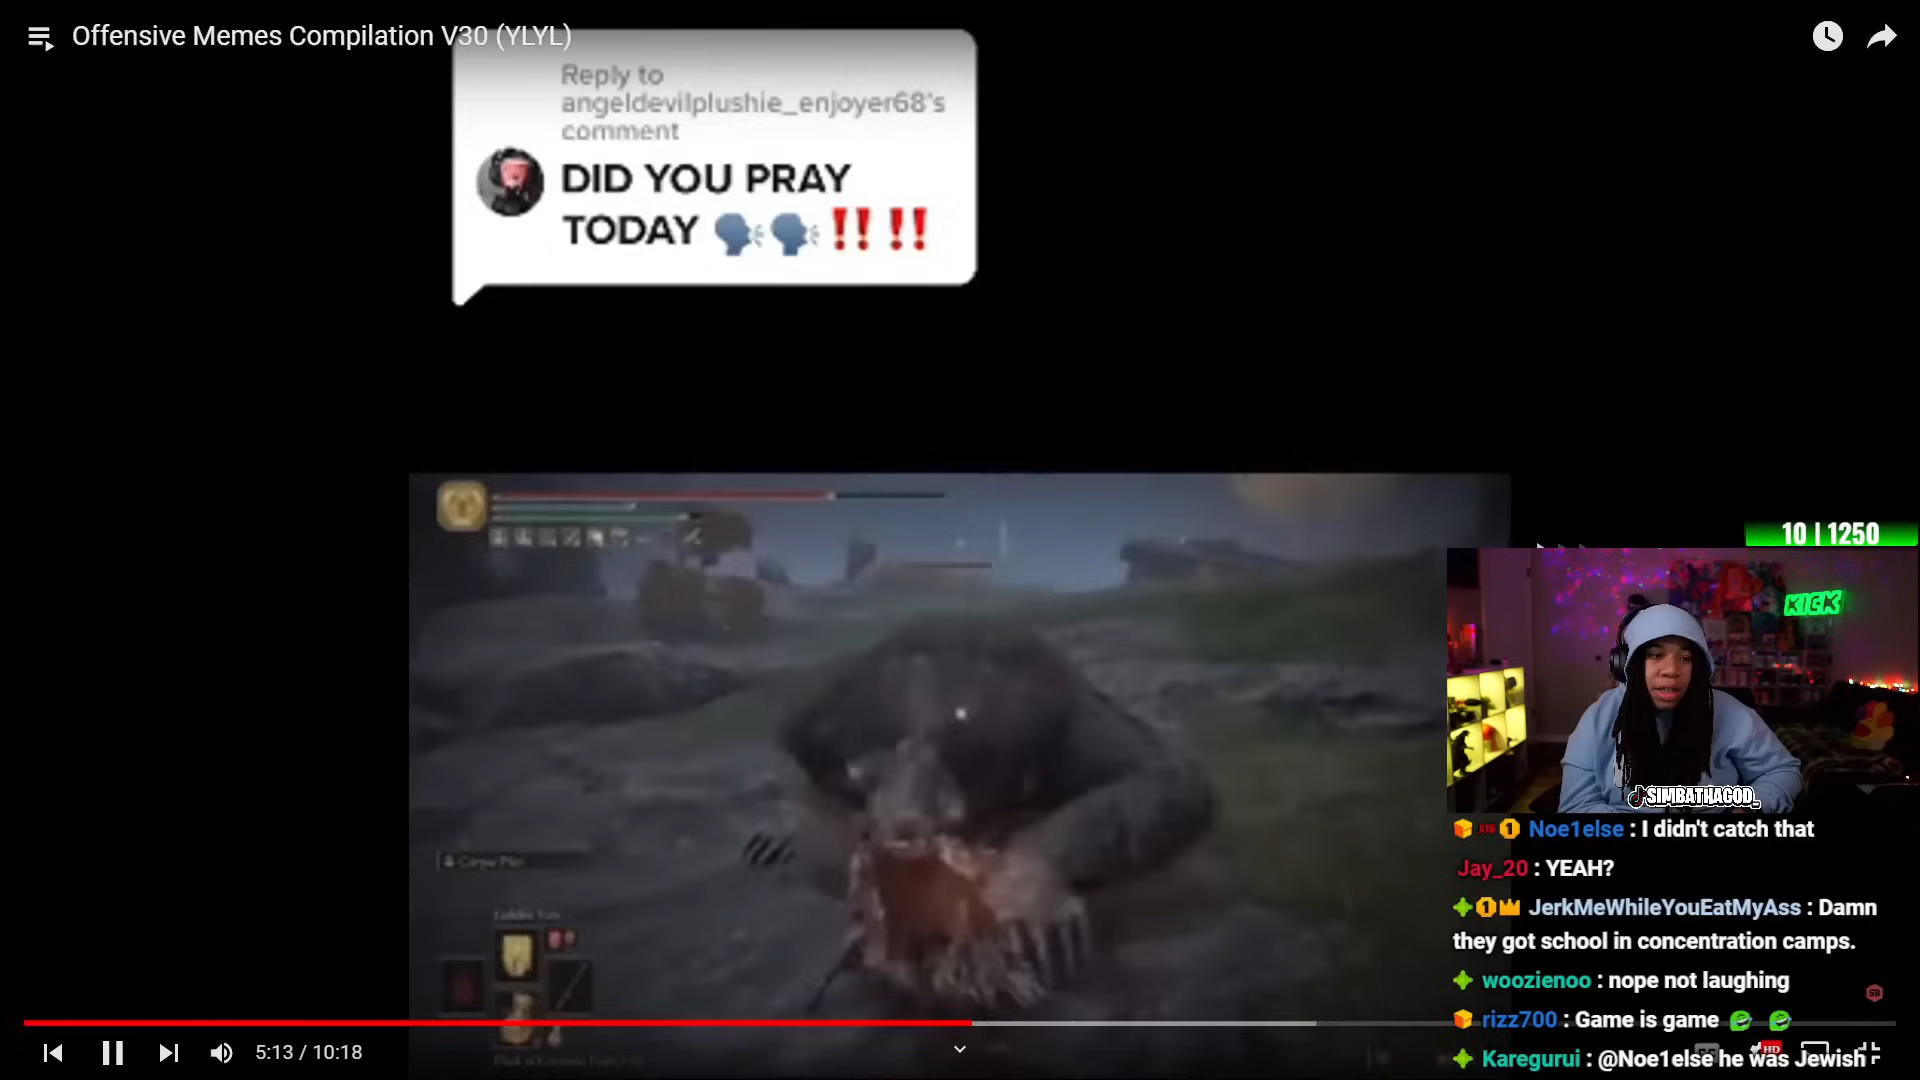 Offensive Memes Compilation V30 (YLYL)
Reply to
angeldevilplushie_enjoyer68's
comment
DID YOU PRAY
TODAY 🗣️🗣️‼️‼️
10 | 1250
KICK
SIMBATHAGOD_
Noe1else : I didn't catch that
Jay_20 : YEAH?
JerkMeWhileYouEatMyAss : Damn
they got school in concentration camps.
woozienoo : nope not laughing
rizz700 : Game is game
Karegurui : @Noe1else he was Jewish
5:13 / 10:18
HD